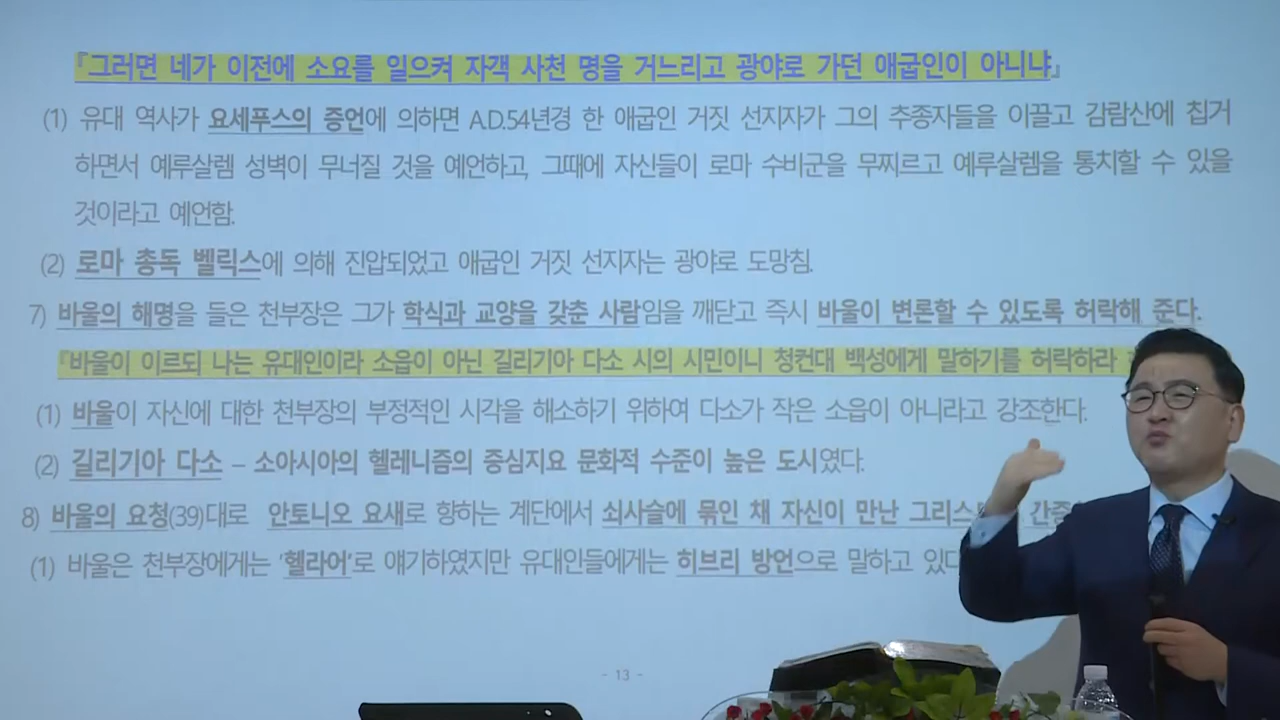 『그러면 네가 이전에 소요를 일으켜 자객 사천 명을 거느리고 광야로 가던 애굽인이 아니냐』
(1) 유대 역사가 요세푸스의 증언에 의하면 A.D.54년경 한 애굽인 거짓 선지자가 그의 추종자들을 이끌고 감람산에 칩거
하면서 예루살렘 성벽이 무너질 것을 예언하고, 그때에 자신들이 로마 수비군을 무찌르고 예루살렘을 통치할 수 있을
것이라고 예언함.
(2) 로마 총독 벨릭스에 의해 진압되었고 애굽인 거짓 선지자는 광야로 도망침.
7) 바울의 해명을 들은 천부장은 그가 학식과 교양을 갖춘 사람임을 깨닫고 즉시 바울이 변론할 수 있도록 허락해 준다.
『바울이 이르되 나는 유대인이라 소읍이 아닌 길리기아 다소 시의 시민이니 청컨대 백성에게 말하기를 허락하라
(1) 바울이 자신에 대한 천부장의 부정적인 시각을 해소하기 위하여 다소가 작은 소읍이 아니라고 강조한다.
(2) 길리기아 다소 – 소아시아의 헬레니즘의 중심지요 문화적 수준이 높은 도시였다.
8) 바울의 요청(39)대로 안토니오 요새로 향하는 계단에서 쇠사슬에 묶인 채 자신이 만난 그리스
(1) 바울은 천부장에게는 '헬라어'로 얘기하였지만 유대인들에게는 히브리 방언으로 말하고 있다
- 13 -